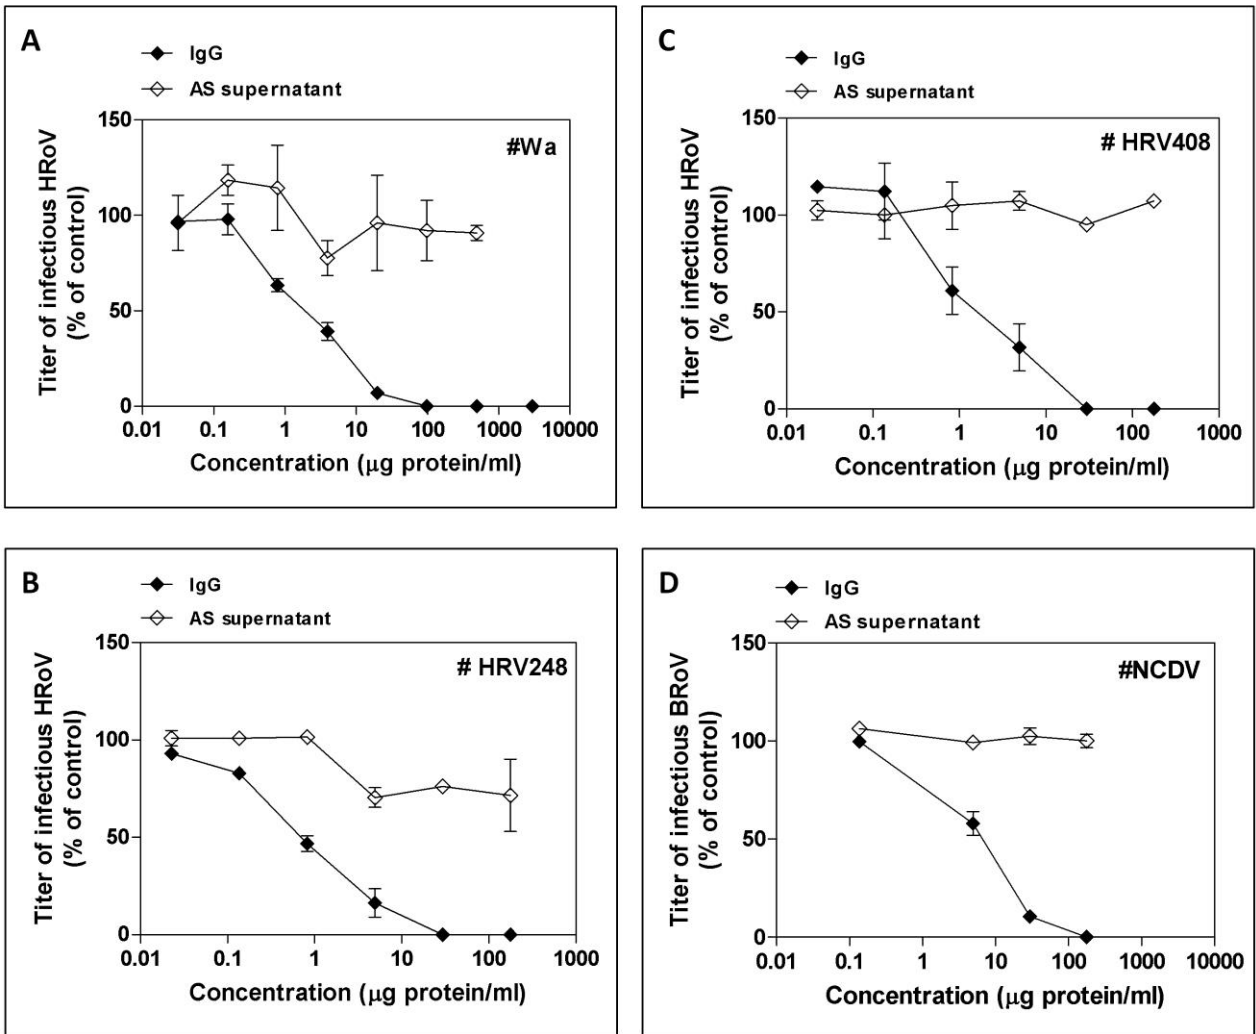 A
IgG
AS supernatant
#Wa
Titer of infectious HRoV
(% of control)
150
100
50
0
0.01 0.1 1 10 100 1000 10000
Concentration (μg protein/ml)
C
IgG
AS supernatant
# HRV408
Titer of infectious HRoV
(% of control)
150
100
50
0
0.01 0.1 1 10 100 1000
Concentration (μg protein/ml)
B
IgG
AS supernatant
# HRV248
Titer of infectious HRoV
(% of control)
150
100
50
0
0.01 0.1 1 10 100 1000
Concentration (μg protein/ml)
D
IgG
AS supernatant
#NCDV
Titer of infectious BRoV
(% of control)
150
100
50
0
0.01 0.1 1 10 100 1000 10000
Concentration (μg protein/ml)